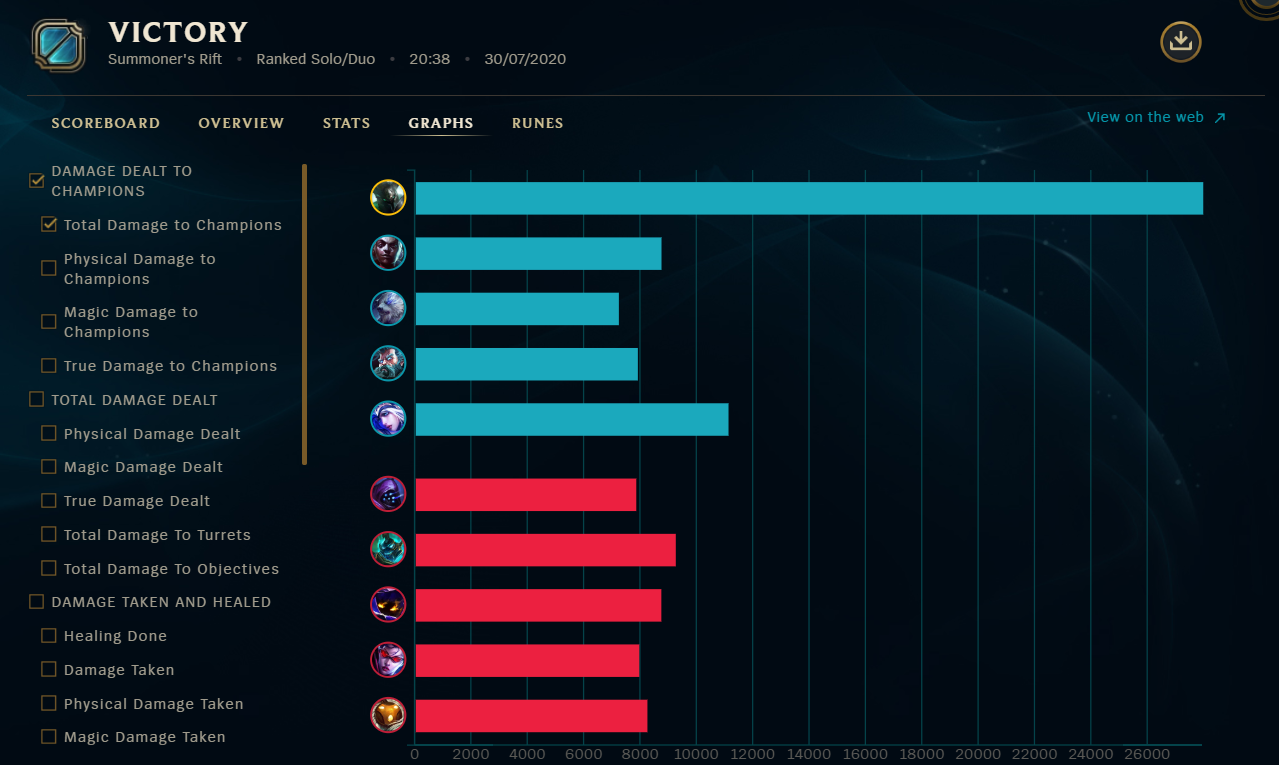 VICTORY
Summoner's Rift • Ranked Solo/Duo • 20:38 • 30/07/2020
SCOREBOARD OVERVIEW STATS GRAPHS RUNES
View on the web
DAMAGE DEALT TO
CHAMPIONS
Total Damage to Champions
Physical Damage to
Champions
Magic Damage to
Champions
True Damage to Champions
TOTAL DAMAGE DEALT
Physical Damage Dealt
Magic Damage Dealt
True Damage Dealt
Total Damage To Turrets
Total Damage To Objectives
DAMAGE TAKEN AND HEALED
Healing Done
Damage Taken
Physical Damage Taken
Magic Damage Taken
0 2000 4000 6000 8000 10000 12000 14000 16000 18000 20000 22000 24000 26000